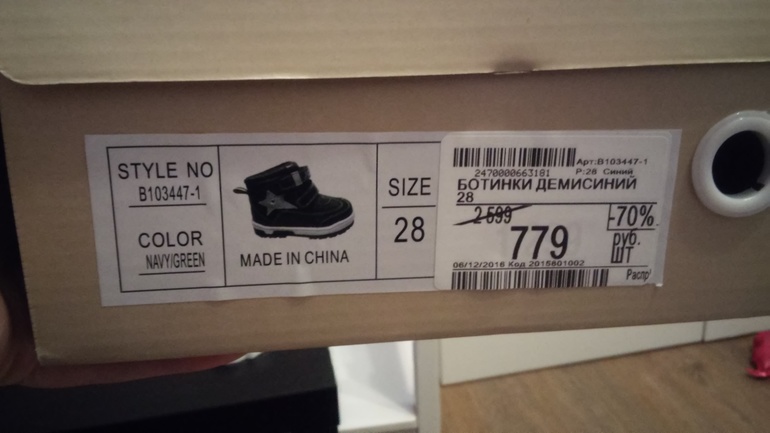 STYLE NO
B103447-1
COLOR
NAVY/GREEN
MADE IN CHINA
SIZE
28
Арт:B103447-1
2470000663181 Р:28 Синий
БОТИНКИ ДЕМИСИНИЙ
28
2 599
-70%
779
руб.
ШТ
06/12/2016 Код 2015801002
Распр!